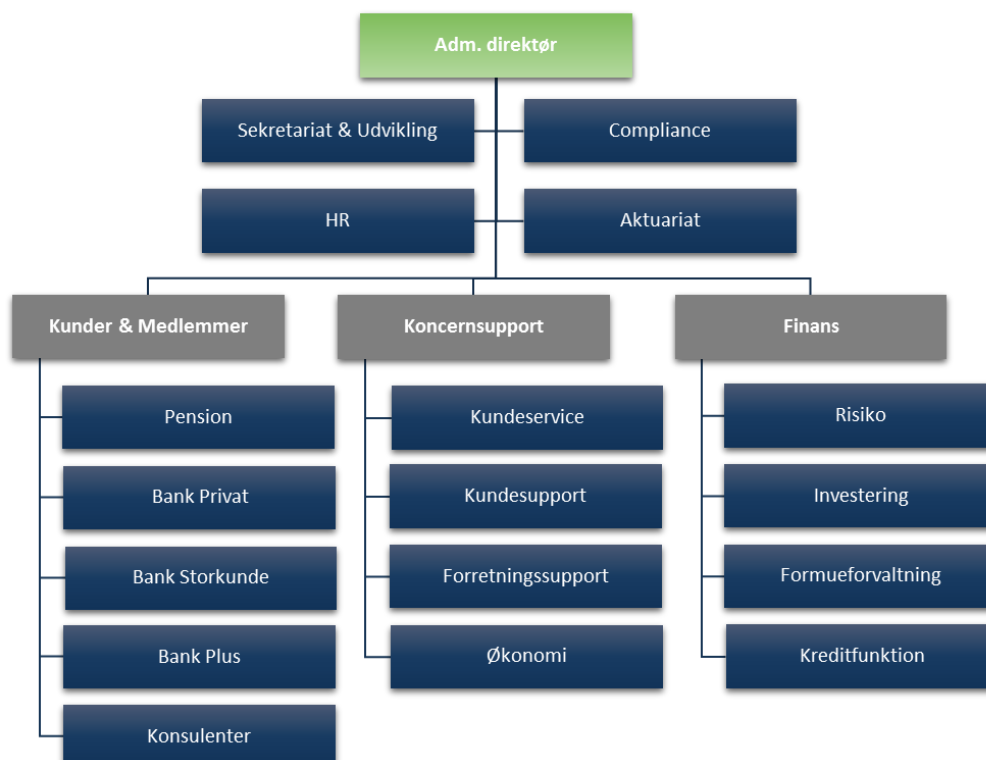 Adm. direktør
Sekretariat & Udvikling
Compliance
HR
Aktuariat
Kunder & Medlemmer
Koncernsupport
Finans
Pension
Bank Privat
Bank Storkunde
Bank Plus
Konsulenter
Kundeservice
Kundesupport
Forretningssupport
Økonomi
Risiko
Investering
Formueforvaltning
Kreditfunktion